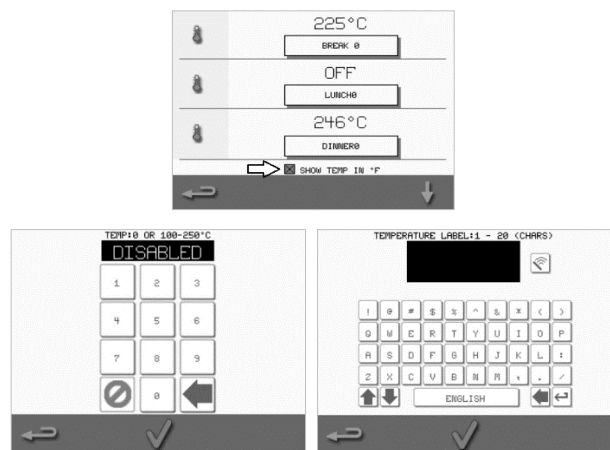 225°C
BREAK 0
OFF
LUNCH0
246°C
DINNER0
SHOW TEMP IN °F
TEMP:0 OR 100-250°C
DISABLED
1 2 3
4 5 6
7 8 9
0
TEMPERATURE LABEL:1 - 20 (CHARS)
! @ # $ % ^ & * ( )
Q W E R T Y U I O P
A S D F G H J K L :
Z X C V B N M , . /
ENGLISH